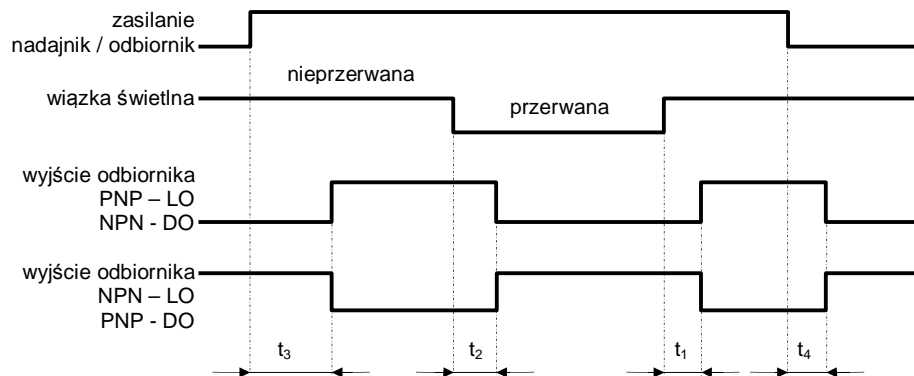 zasilanie
nadajnik / odbiornik
nieprzerwana
wiązka świetlna
przerwana
wyjście odbiornika
PNP – LO
NPN - DO
wyjście odbiornika
NPN – LO
PNP - DO
t3
t2
t1
t4